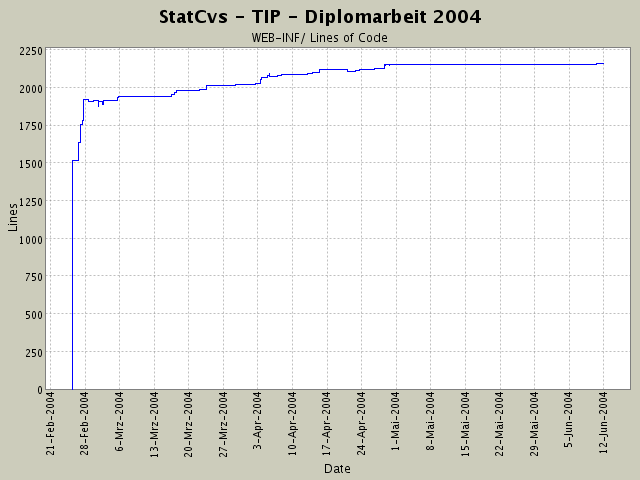 StatCvs - TIP - Diplomarbeit 2004
WEB-INF/ Lines of Code
2250
2000
1750
1500
1250
1000
750
500
250
0
Lines
21-Feb-2004
28-Feb-2004
6-Mrz-2004
13-Mrz-2004
20-Mrz-2004
27-Mrz-2004
3-Apr-2004
10-Apr-2004
17-Apr-2004
24-Apr-2004
1-Mai-2004
8-Mai-2004
15-Mai-2004
22-Mai-2004
29-Mai-2004
5-Jun-2004
12-Jun-2004
Date